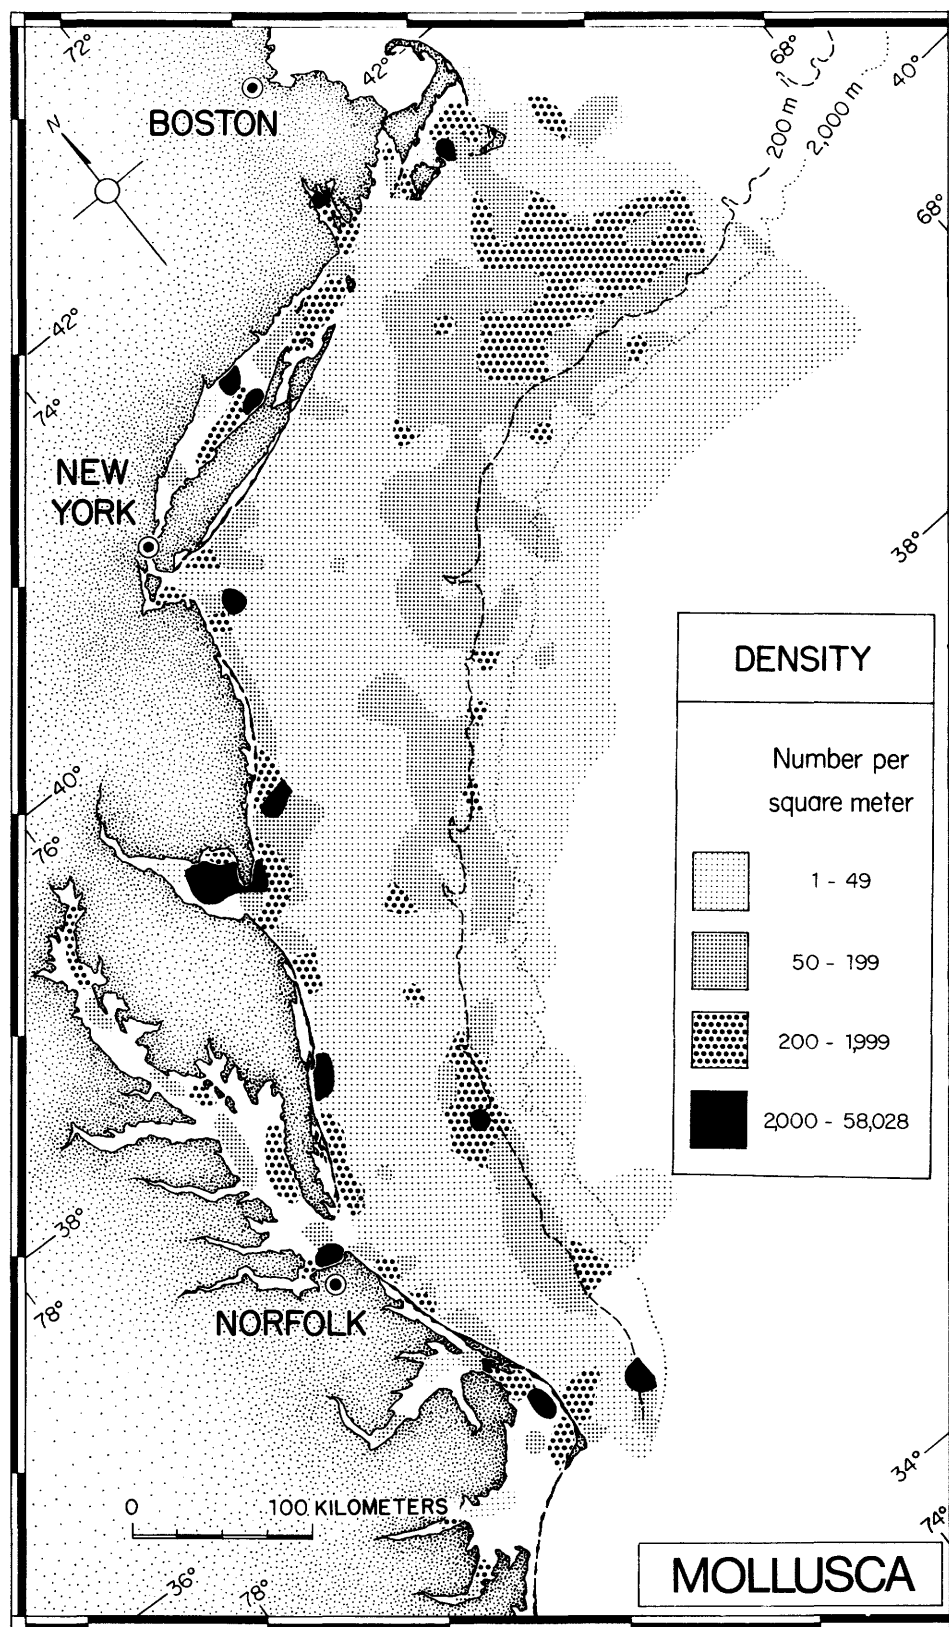 72°
42°
68°
40°
200 m
2,000 m
BOSTON
N
68°
42°
74°
NEW
YORK
38°
DENSITY
Number per
square meter
1 - 49
50 - 199
200 - 1,999
2,000 - 58,028
40°
76°
38°
78°
NORFOLK
34°
74°
0 100 KILOMETERS
36°
78°
MOLLUSCA